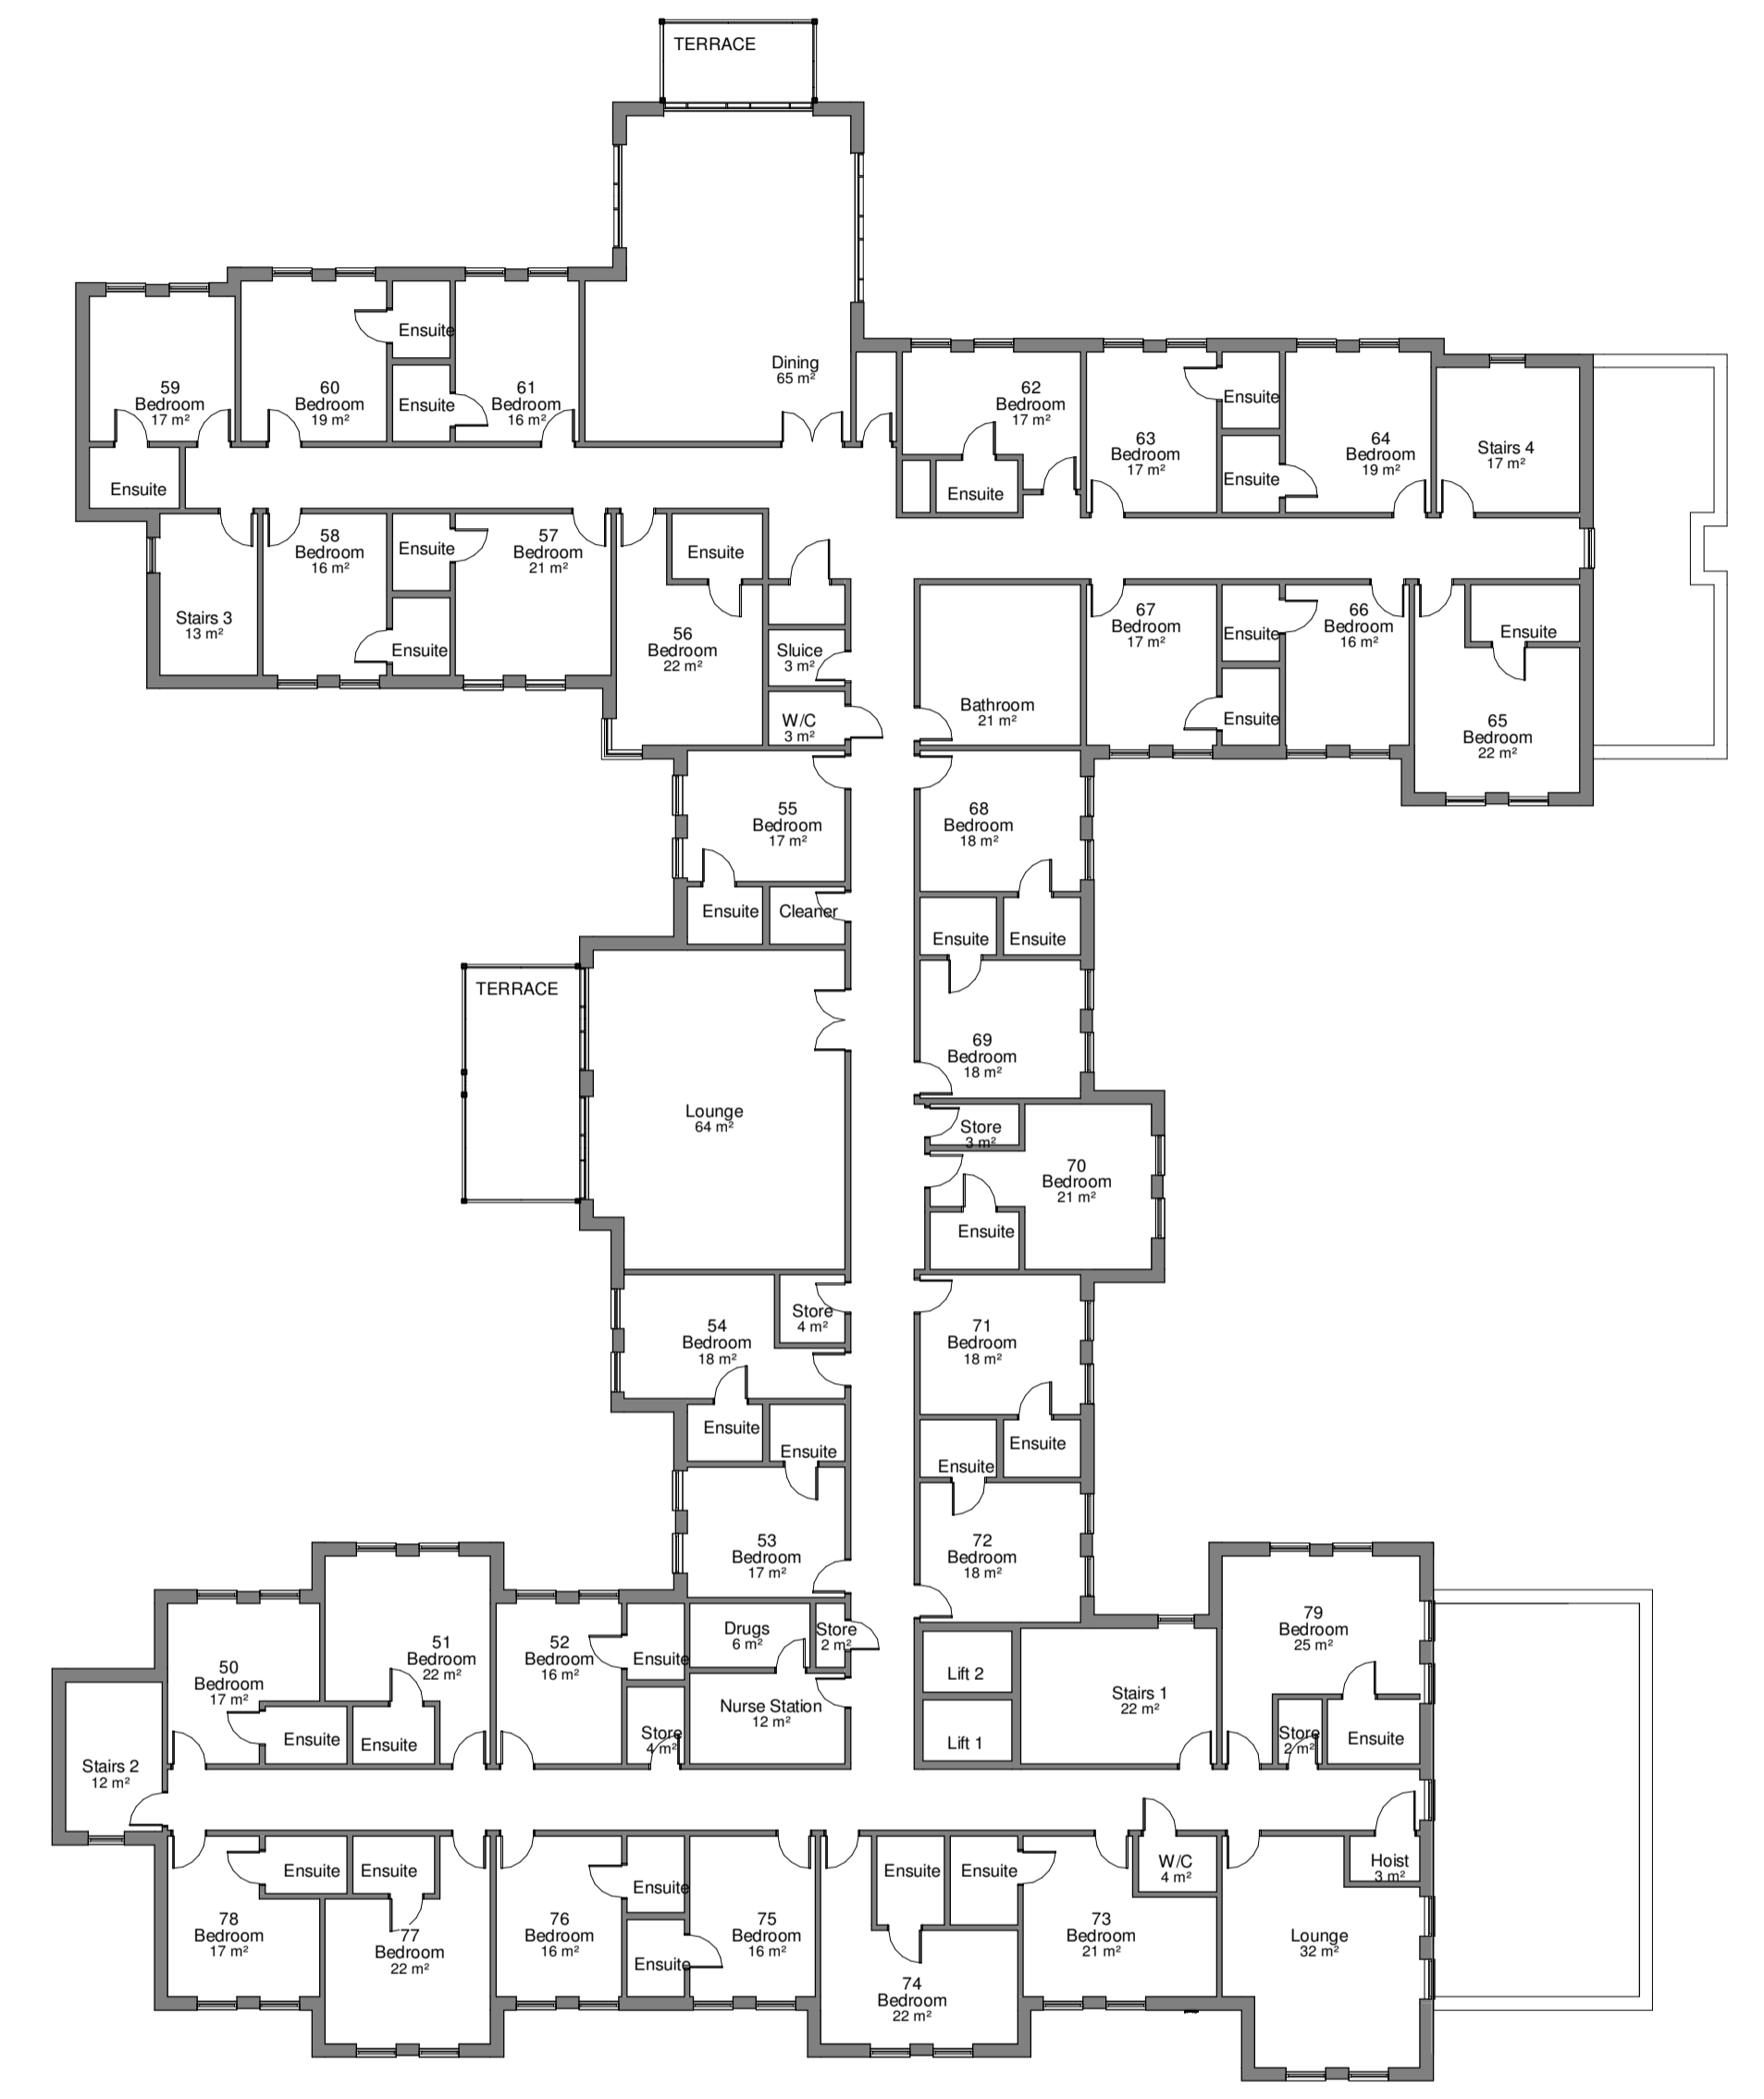 TERRACE
Dining
65 m²
59
Bedroom
17 m²
60
Bedroom
19 m²
Ensuite
Ensuite
61
Bedroom
16 m²
62
Bedroom
17 m²
Ensuite
63
Bedroom
17 m²
Ensuite
Ensuite
64
Bedroom
19 m²
Stairs 4
17 m²
Ensuite
Stairs 3
13 m²
58
Bedroom
16 m²
Ensuite
Ensuite
57
Bedroom
21 m²
Ensuite
56
Bedroom
22 m²
Sluice
3 m²
W/C
3 m²
Bathroom
21 m²
67
Bedroom
17 m²
Ensuite
Ensuite
66
Bedroom
16 m²
Ensuite
65
Bedroom
22 m²
55
Bedroom
17 m²
Ensuite
Cleaner
68
Bedroom
18 m²
Ensuite
Ensuite
TERRACE
Lounge
64 m²
69
Bedroom
18 m²
Store
3 m²
70
Bedroom
21 m²
Ensuite
54
Bedroom
18 m²
Store
4 m²
71
Bedroom
18 m²
Ensuite
Ensuite
Ensuite
Ensuite
53
Bedroom
17 m²
72
Bedroom
18 m²
50
Bedroom
17 m²
Ensuite
51
Bedroom
22 m²
Ensuite
52
Bedroom
16 m²
Ensuite
Store
4 m²
Drugs
6 m²
Store
2 m²
Nurse Station
12 m²
Lift 2
Lift 1
Stairs 1
22 m²
79
Bedroom
25 m²
Store
2 m²
Ensuite
Stairs 2
12 m²
78
Bedroom
17 m²
Ensuite
Ensuite
77
Bedroom
22 m²
76
Bedroom
16 m²
Ensuite
Ensuite
75
Bedroom
16 m²
Ensuite
74
Bedroom
22 m²
Ensuite
73
Bedroom
21 m²
W/C
4 m²
Hoist
3 m²
Lounge
32 m²